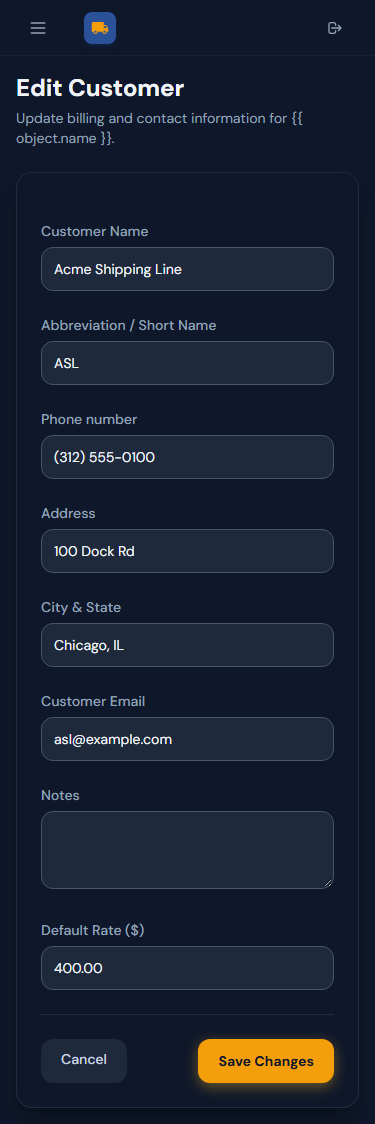 Edit Customer
Update billing and contact information for {{
object.name }}.
Customer Name
Acme Shipping Line
Abbreviation / Short Name
ASL
Phone number
(312) 555-0100
Address
100 Dock Rd
City & State
Chicago, IL
Customer Email
asl@example.com
Notes
Default Rate ($)
400.00
Cancel
Save Changes